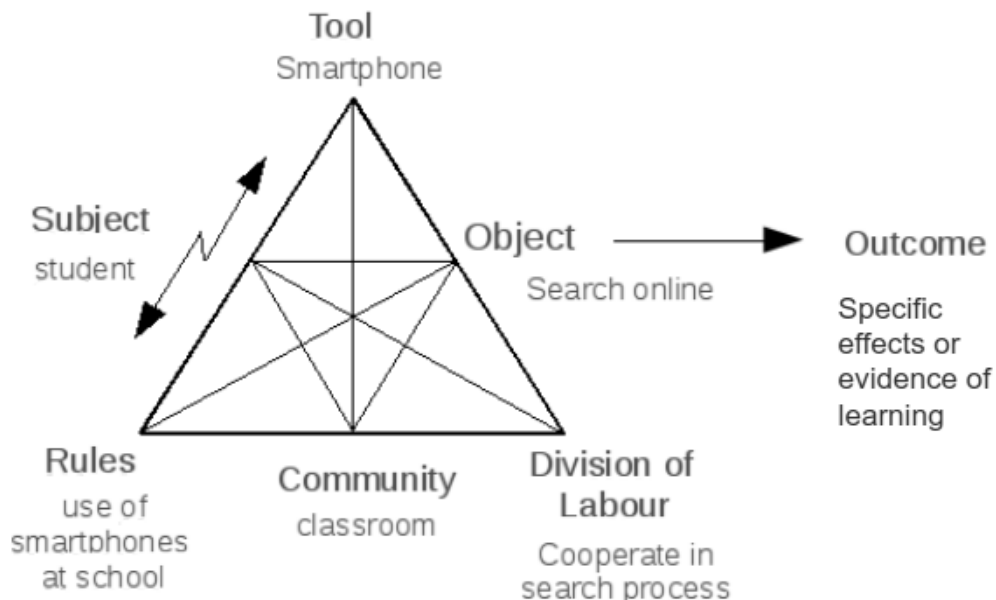 Tool
Smartphone
Subject
student
Object
Search online
Outcome
Specific
effects or
evidence of
learning
Rules
use of
smartphones
at school
Community
classroom
Division of
Labour
Cooperate in
search process